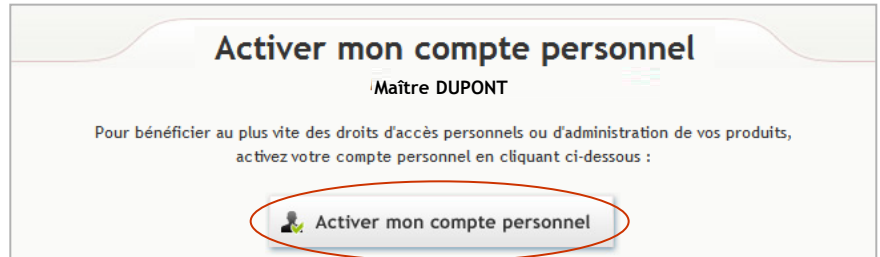 Activer mon compte personnel
Maître DUPONT
Pour bénéficier au plus vite des droits d'accès personnels ou d'administration de vos produits,
activez votre compte personnel en cliquant ci-dessous :
Activer mon compte personnel